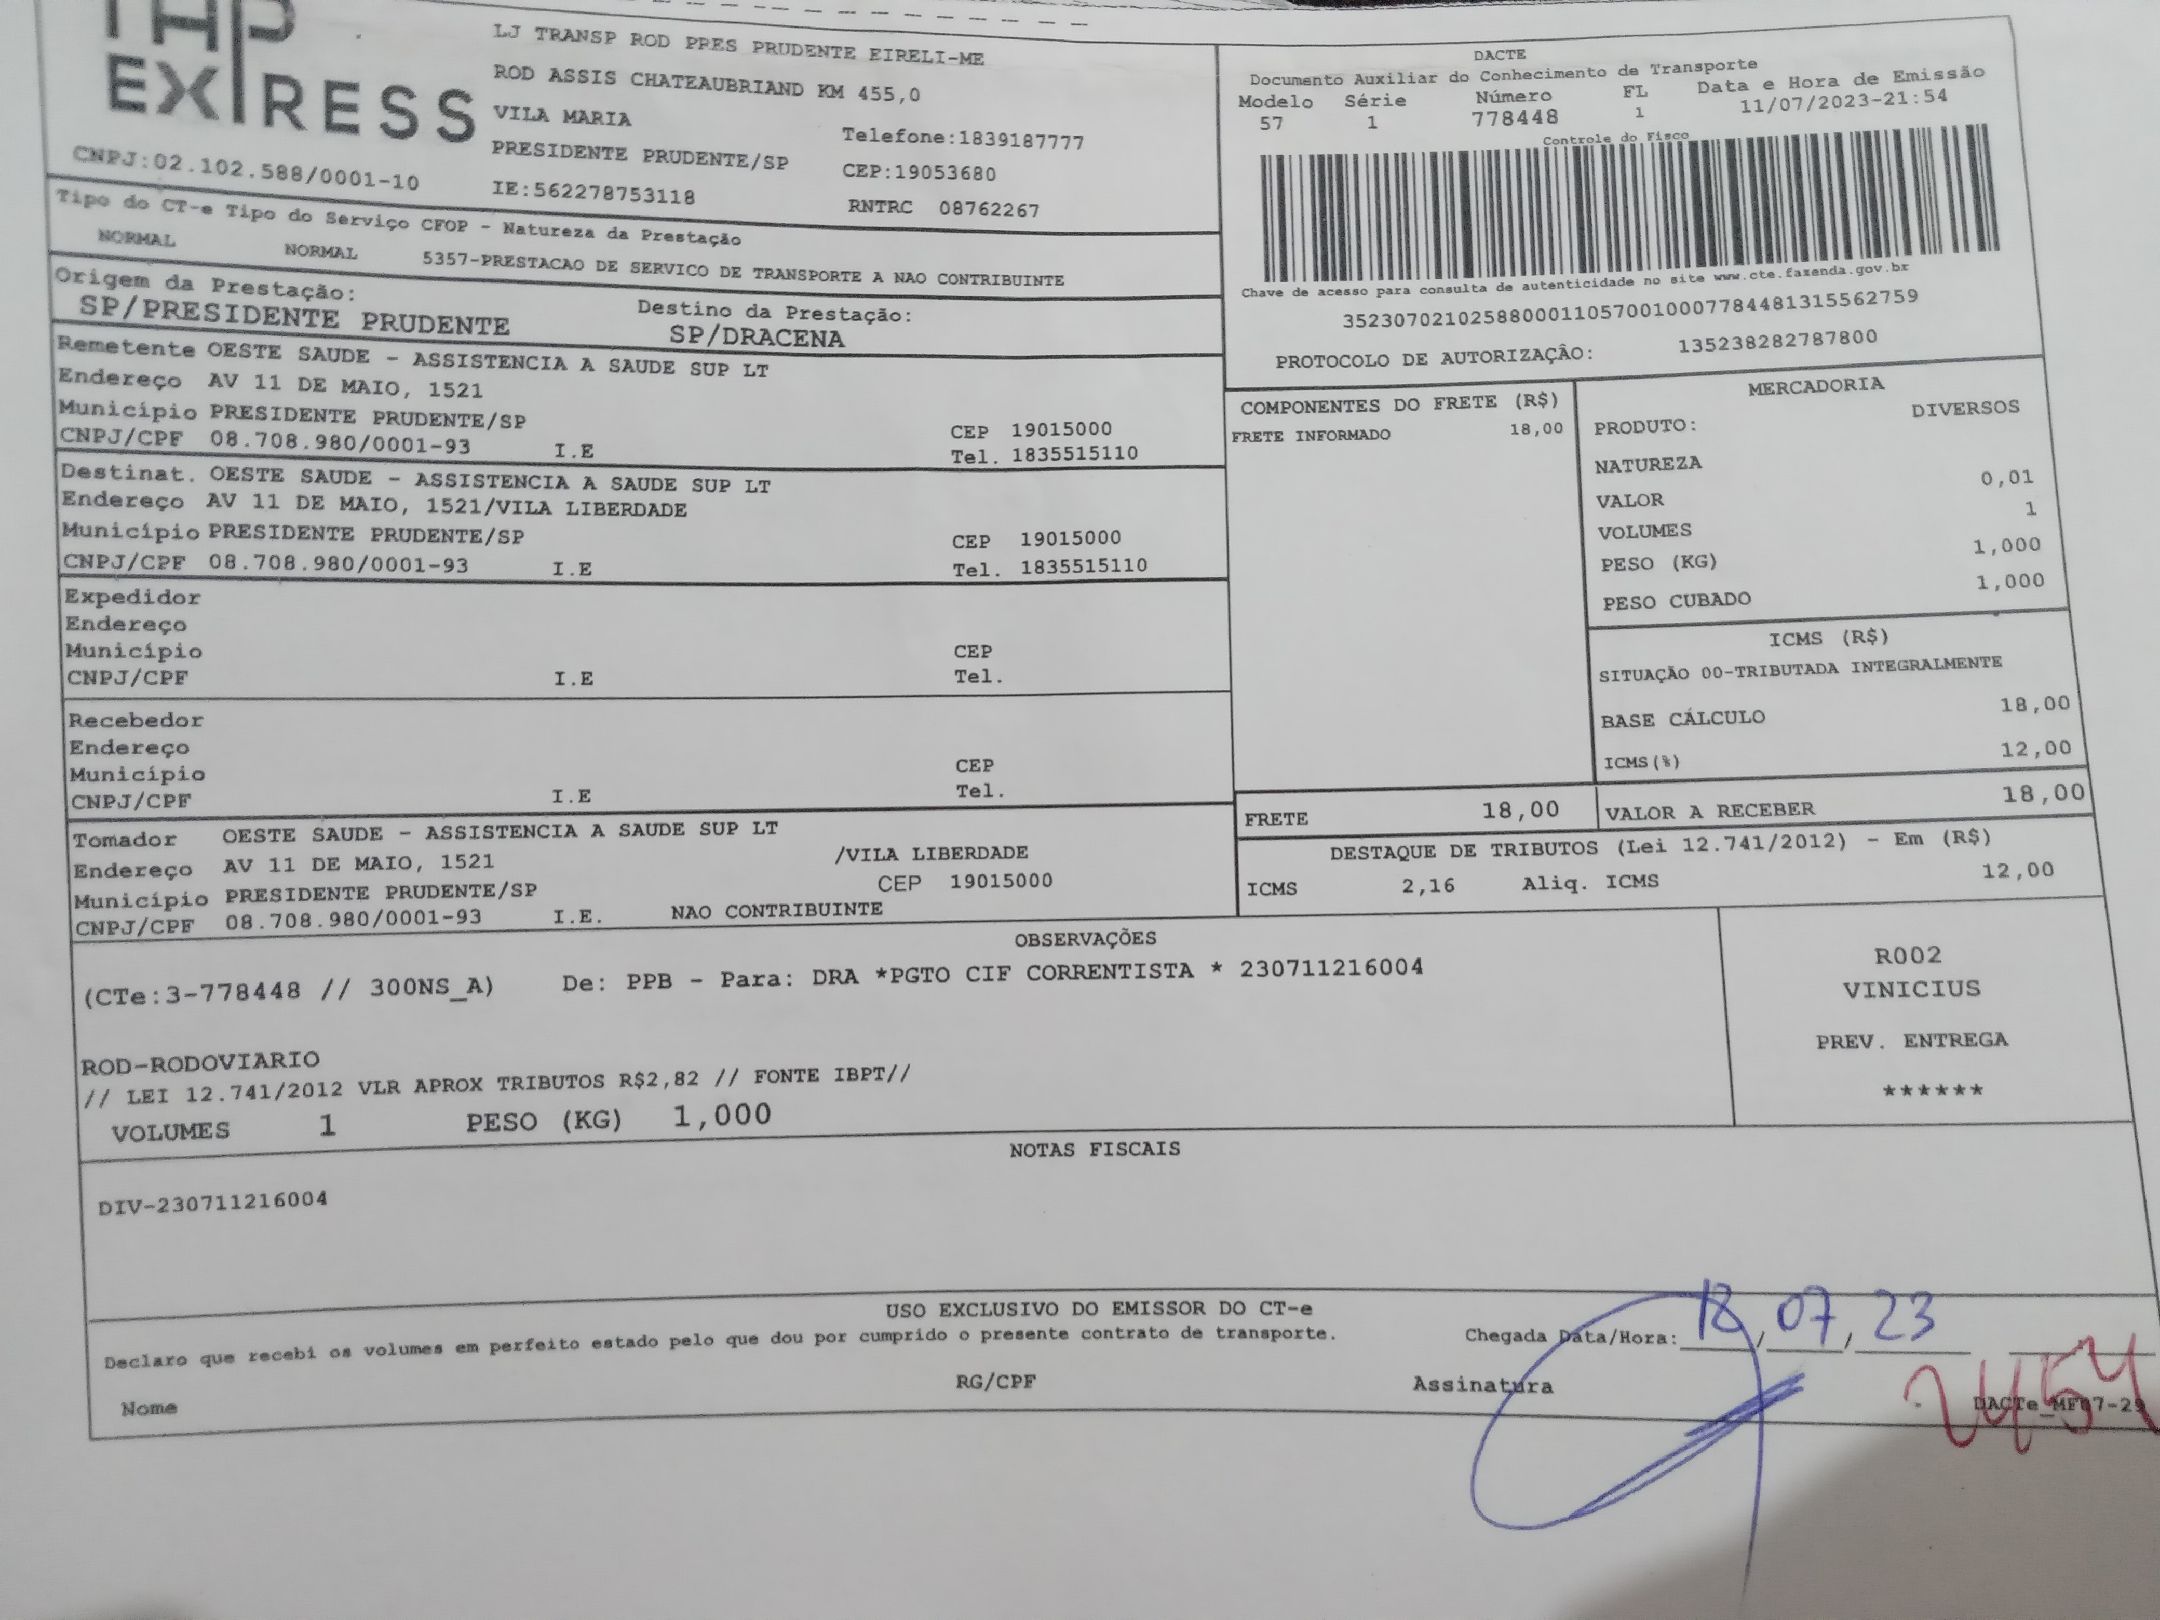 EXPRESS
CNPJ:02.102.588/0001-10
LJ TRANSP ROD PRES PRUDENTE EIRELI-ME
ROD ASSIS CHATEAUBRIAND KM 455,0
VILA MARIA
Telefone:1839187777
PRESIDENTE PRUDENTE/SP
CEP:19053680
IE:562278753118
RNTRC 08762267
DACTE
Documento Auxiliar do Conhecimento de Transporte
Modelo Série Número FL Data e Hora de Emissão
57 1 778448 1 11/07/2023-21:54
Controle do Fisco
Chave de acesso para consulta de autenticidade no site www.cte.fazenda.gov.br
35230702102588000110570010007784481315562759
PROTOCOLO DE AUTORIZAÇÃO: 135238282787800
Tipo do CT-e Tipo do Serviço CFOP - Natureza da Prestação
NORMAL NORMAL 5357-PRESTACAO DE SERVICO DE TRANSPORTE A NAO CONTRIBUINTE
Origem da Prestação: Destino da Prestação:
SP/PRESIDENTE PRUDENTE SP/DRACENA
Remetente OESTE SAUDE - ASSISTENCIA A SAUDE SUP LT
Endereço AV 11 DE MAIO, 1521
Município PRESIDENTE PRUDENTE/SP CEP 19015000
CNPJ/CPF 08.708.980/0001-93 I.E Tel. 1835515110
Destinat. OESTE SAUDE - ASSISTENCIA A SAUDE SUP LT
Endereço AV 11 DE MAIO, 1521/VILA LIBERDADE
Município PRESIDENTE PRUDENTE/SP CEP 19015000
CNPJ/CPF 08.708.980/0001-93 I.E Tel. 1835515110
Expedidor
Endereço
Município CEP
CNPJ/CPF I.E Tel.
Recebedor
Endereço
Município CEP
CNPJ/CPF I.E Tel.
Tomador OESTE SAUDE - ASSISTENCIA A SAUDE SUP LT
Endereço AV 11 DE MAIO, 1521 /VILA LIBERDADE
Município PRESIDENTE PRUDENTE/SP CEP 19015000
CNPJ/CPF 08.708.980/0001-93 I.E. NAO CONTRIBUINTE
COMPONENTES DO FRETE (R$)
FRETE INFORMADO 18,00
MERCADORIA
PRODUTO: DIVERSOS
NATUREZA
VALOR 0,01
VOLUMES 1
PESO (KG) 1,000
PESO CUBADO 1,000
ICMS (R$)
SITUAÇÃO 00-TRIBUTADA INTEGRALMENTE
BASE CÁLCULO 18,00
ICMS(%) 12,00
FRETE 18,00 VALOR A RECEBER 18,00
DESTAQUE DE TRIBUTOS (Lei 12.741/2012) - Em (R$)
ICMS 2,16 Aliq. ICMS 12,00
OBSERVAÇÕES
(CTe:3-778448 // 300NS_A) De: PPB - Para: DRA *PGTO CIF CORRENTISTA * 230711216004
ROD-RODOVIARIO
// LEI 12.741/2012 VLR APROX TRIBUTOS R$2,82 // FONTE IBPT//
VOLUMES 1 PESO (KG) 1,000
R002
VINICIUS
PREV. ENTREGA
******
NOTAS FISCAIS
DIV-230711216004
USO EXCLUSIVO DO EMISSOR DO CT-e
Declaro que recebi os volumes em perfeito estado pelo que dou por cumprido o presente contrato de transporte.
Chegada Data/Hora: 18/07/23
Nome RG/CPF Assinatura
DACTe_MF07-29